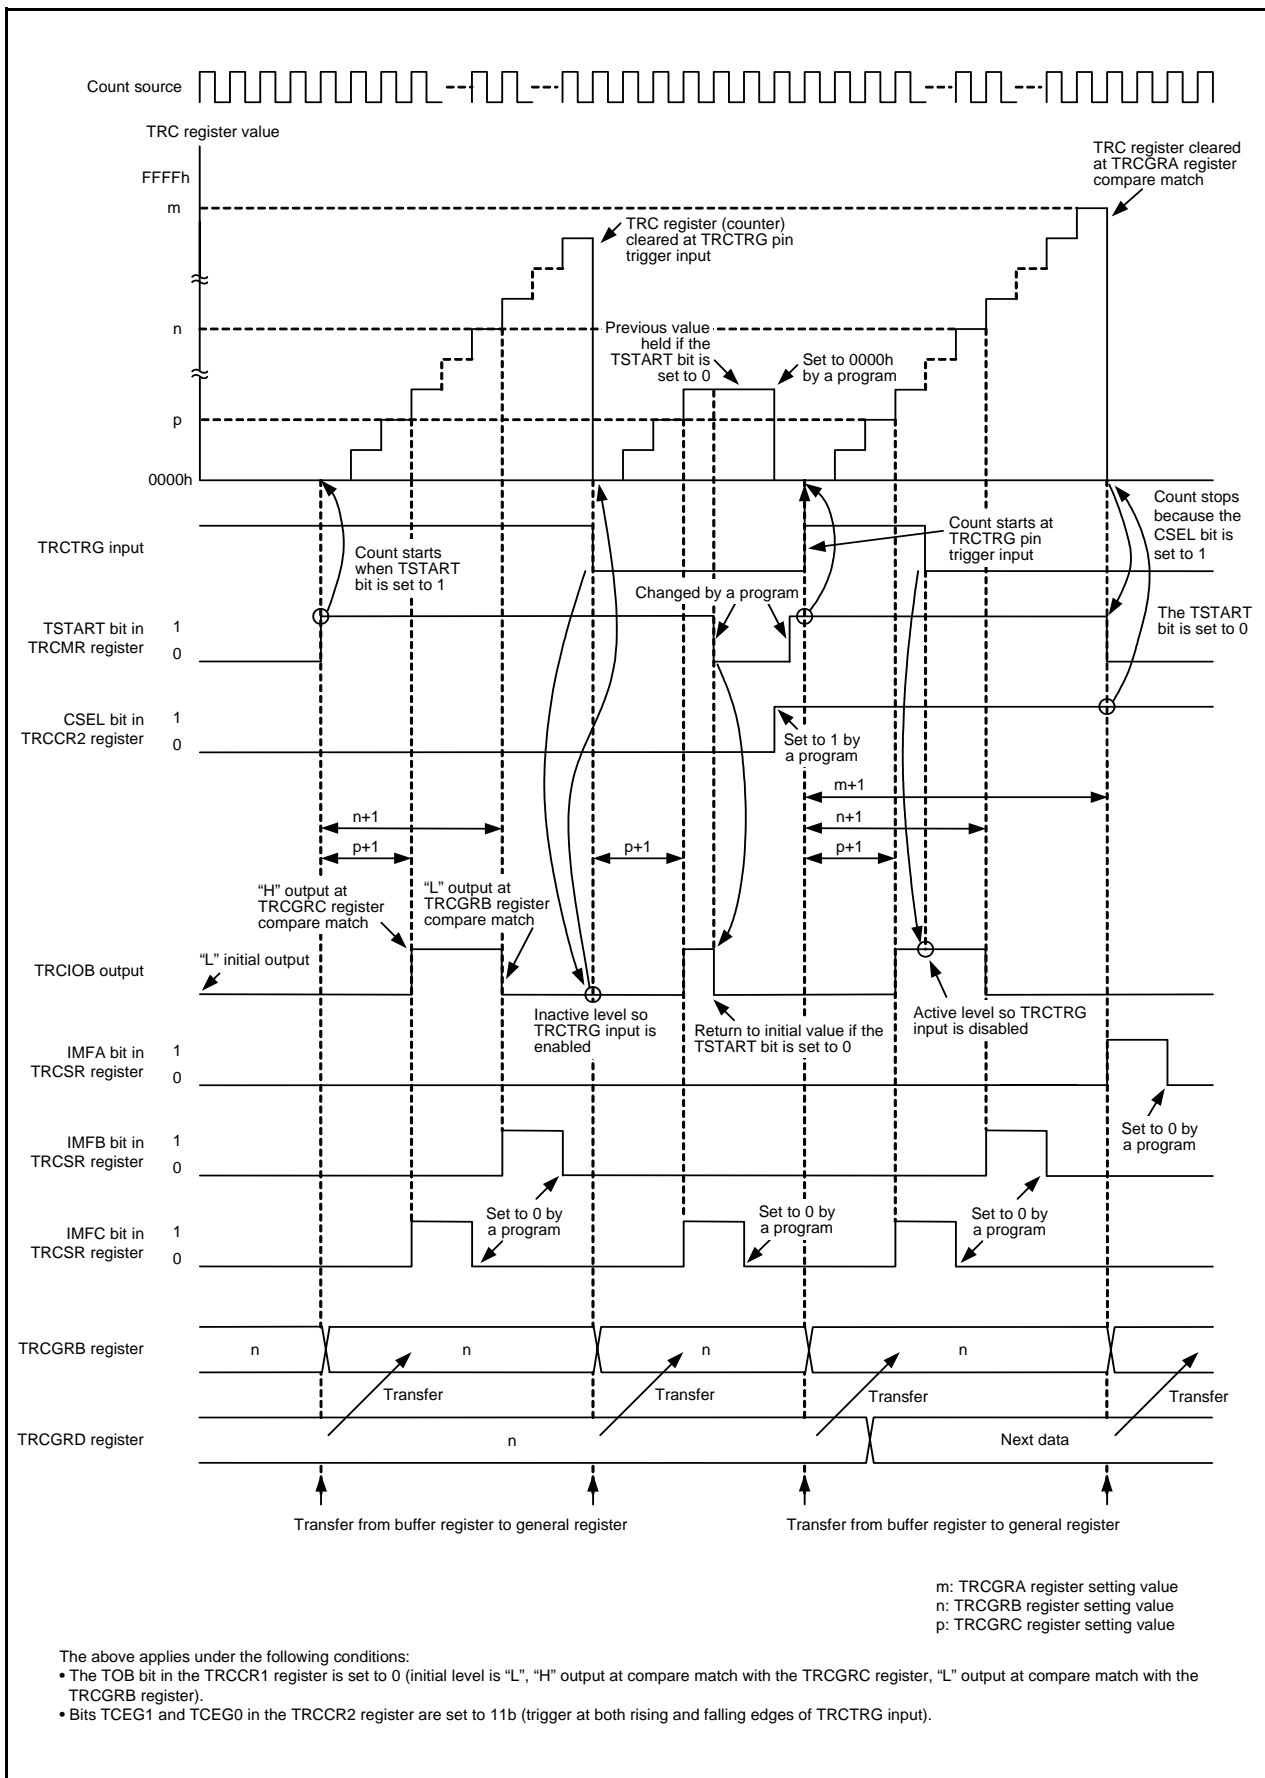 Count source
TRC register value
FFFFh
m
TRC register cleared
at TRCGRA register
compare match
TRC register (counter)
cleared at TRCTRG pin
trigger input
n
Previous value
held if the
TSTART bit is
set to 0
Set to 0000h
by a program
p
0000h
TRCTRG input
Count starts
when TSTART
bit is set to 1
Count starts at
TRCTRG pin
trigger input
Count stops
because the
CSEL bit is
set to 1
Changed by a program
TSTART bit in
TRCMR register
1
0
The TSTART
bit is set to 0
CSEL bit in
TRCCR2 register
1
0
Set to 1 by
a program
m+1
n+1
n+1
p+1
p+1
p+1
“H” output at
TRCGRC register
compare match
“L” output at
TRCGRB register
compare match
TRCIOB output
“L” initial output
Inactive level so
TRCTRG input is
enabled
Return to initial value if the
TSTART bit is set to 0
Active level so TRCTRG
input is disabled
IMFA bit in
TRCSR register
1
0
Set to 0 by
a program
IMFB bit in
TRCSR register
1
0
Set to 0 by
a program
Set to 0 by
a program
IMFC bit in
TRCSR register
1
0
Set to 0 by
a program
TRCGRB register
n
n
n
n
Transfer
Transfer
Transfer
Transfer
TRCGRD register
n
Next data
Transfer from buffer register to general register
Transfer from buffer register to general register
m: TRCGRA register setting value
n: TRCGRB register setting value
p: TRCGRC register setting value
The above applies under the following conditions:
• The TOB bit in the TRCCR1 register is set to 0 (initial level is “L”, “H” output at compare match with the TRCGRC register, “L” output at compare match with the
TRCGRB register).
• Bits TCEG1 and TCEG0 in the TRCCR2 register are set to 11b (trigger at both rising and falling edges of TRCTRG input).